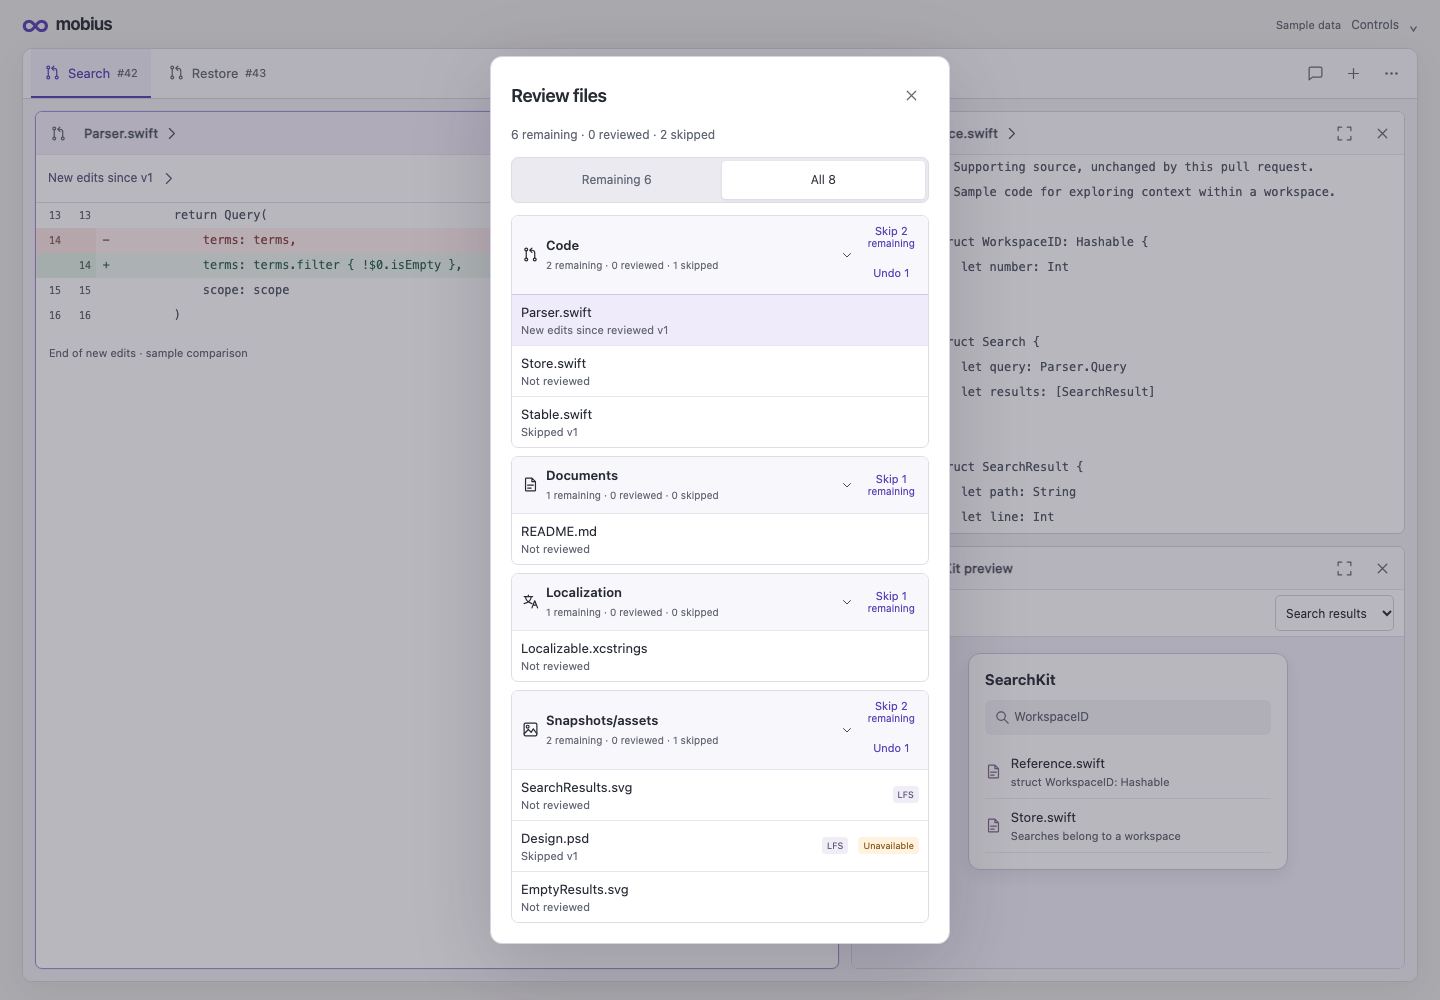 mobius
Sample data Controls
Search #42
Restore #43
Parser.swift
New edits since v1
13 13 return Query(
14 − terms: terms,
14 + terms: terms.filter { !$0.isEmpty },
15 15 scope: scope
16 16 )
End of new edits · sample comparison
Review files
6 remaining · 0 reviewed · 2 skipped
Remaining 6
All 8
Code
2 remaining · 0 reviewed · 1 skipped
Skip 2
remaining
Undo 1
Parser.swift
New edits since reviewed v1
Store.swift
Not reviewed
Stable.swift
Skipped v1
Documents
1 remaining · 0 reviewed · 0 skipped
Skip 1
remaining
README.md
Not reviewed
Localization
1 remaining · 0 reviewed · 0 skipped
Skip 1
remaining
Localizable.xcstrings
Not reviewed
Snapshots/assets
2 remaining · 0 reviewed · 1 skipped
Skip 2
remaining
Undo 1
SearchResults.svg
Not reviewed
LFS
Design.psd
Skipped v1
LFS Unavailable
EmptyResults.svg
Not reviewed
ce.swift
Supporting source, unchanged by this pull request.
Sample code for exploring context within a workspace.
ruct WorkspaceID: Hashable {
let number: Int
ruct Search {
let query: Parser.Query
let results: [SearchResult]
ruct SearchResult {
let path: String
let line: Int
Kit preview
Search results
SearchKit
WorkspaceID
Reference.swift
struct WorkspaceID: Hashable
Store.swift
Searches belong to a workspace